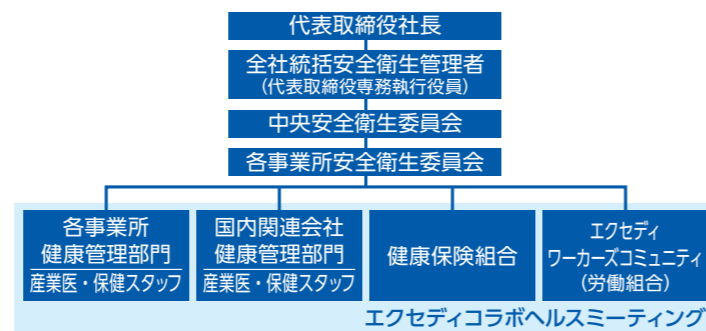 代表取締役社長
全社統括安全衛生管理者
(代表取締役専務執行役員)
中央安全衛生委員会
各事業所安全衛生委員会
各事業所
健康管理部門
産業医・保健スタッフ
国内関連会社
健康管理部門
産業医・保健スタッフ
健康保険組合
エクセディ
ワーカーズコミュニティ
(労働組合)
エクセディコラボヘルスミーティング